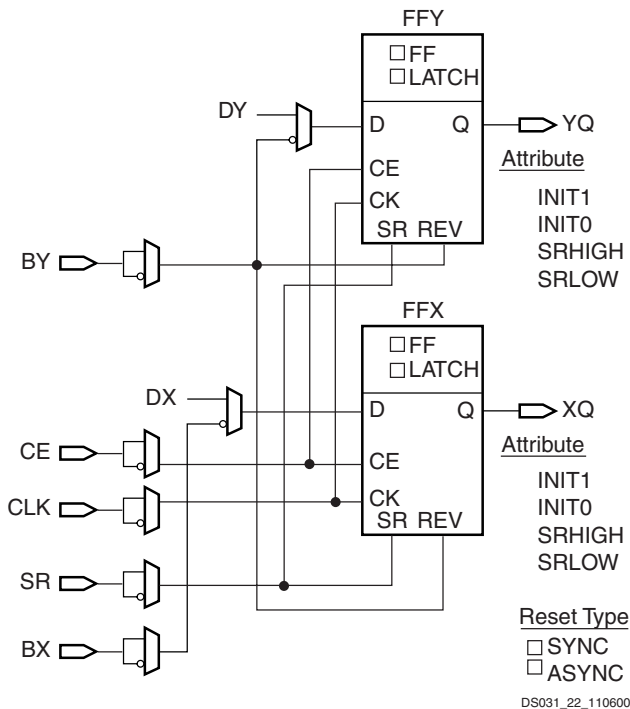 FFY
FF
LATCH
DY
D
Q
YQ
CE
CK
SR REV
Attribute
INIT1
INIT0
SRHIGH
SRLOW
BY
FFX
FF
LATCH
DX
D
Q
XQ
CE
CE
CLK
CK
SR REV
Attribute
INIT1
INIT0
SRHIGH
SRLOW
SR
BX
Reset Type
SYNC
ASYNC
DS031_22_110600